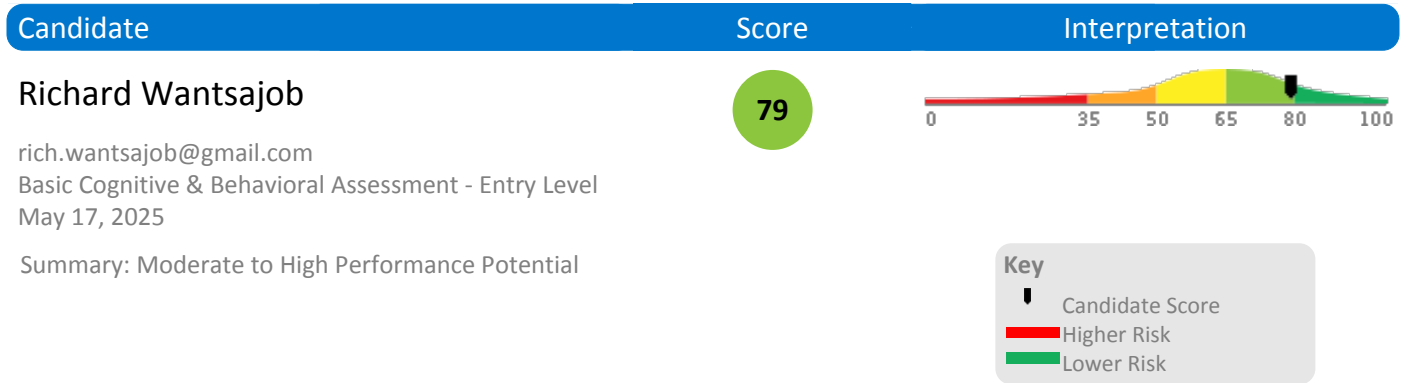 Candidate Score Interpretation
Richard Wantsajob
79
0 35 50 65 80 100
rich.wantsajob@gmail.com
Basic Cognitive & Behavioral Assessment - Entry Level
May 17, 2025
Summary: Moderate to High Performance Potential
Key
Candidate Score
Higher Risk
Lower Risk